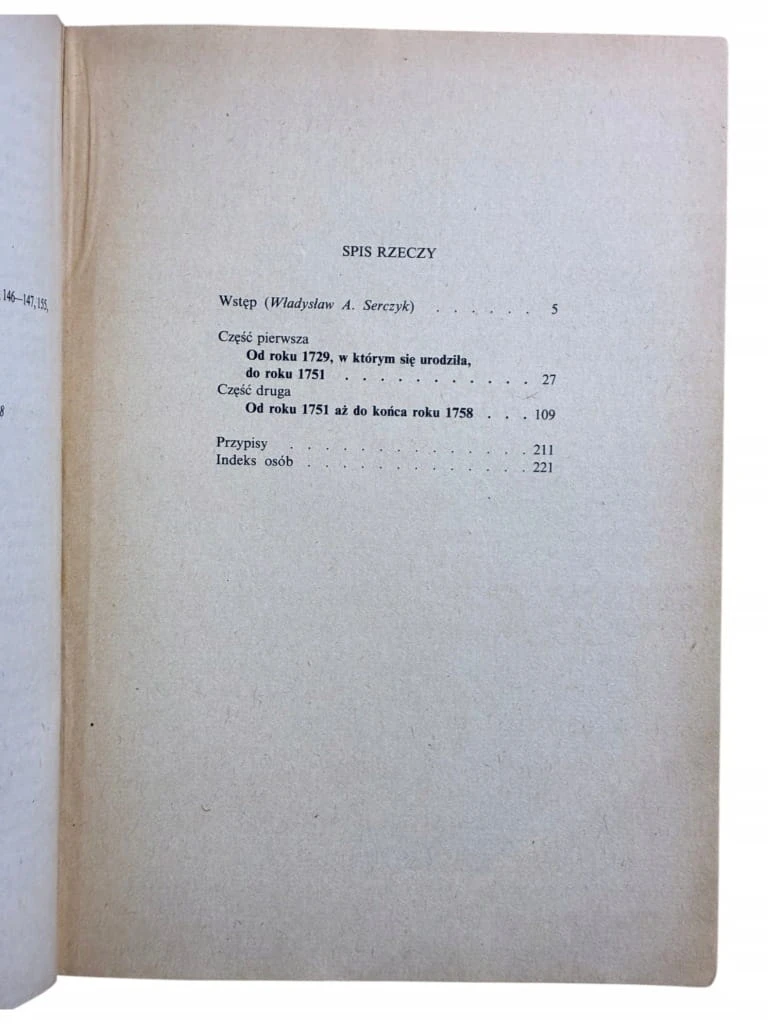 146—147, 155,
8
SPIS RZECZY
Wstęp (Władysław A. Serczyk) . . . . . . 5
Część pierwsza
Od roku 1729, w którym się urodziła,
do roku 1751 . . . . . . . . . . . 27
Część druga
Od roku 1751 aż do końca roku 1758 . . . 109
Przypisy . . . . . . . . . . . . . 211
Indeks osób . . . . . . . . . . . . 221